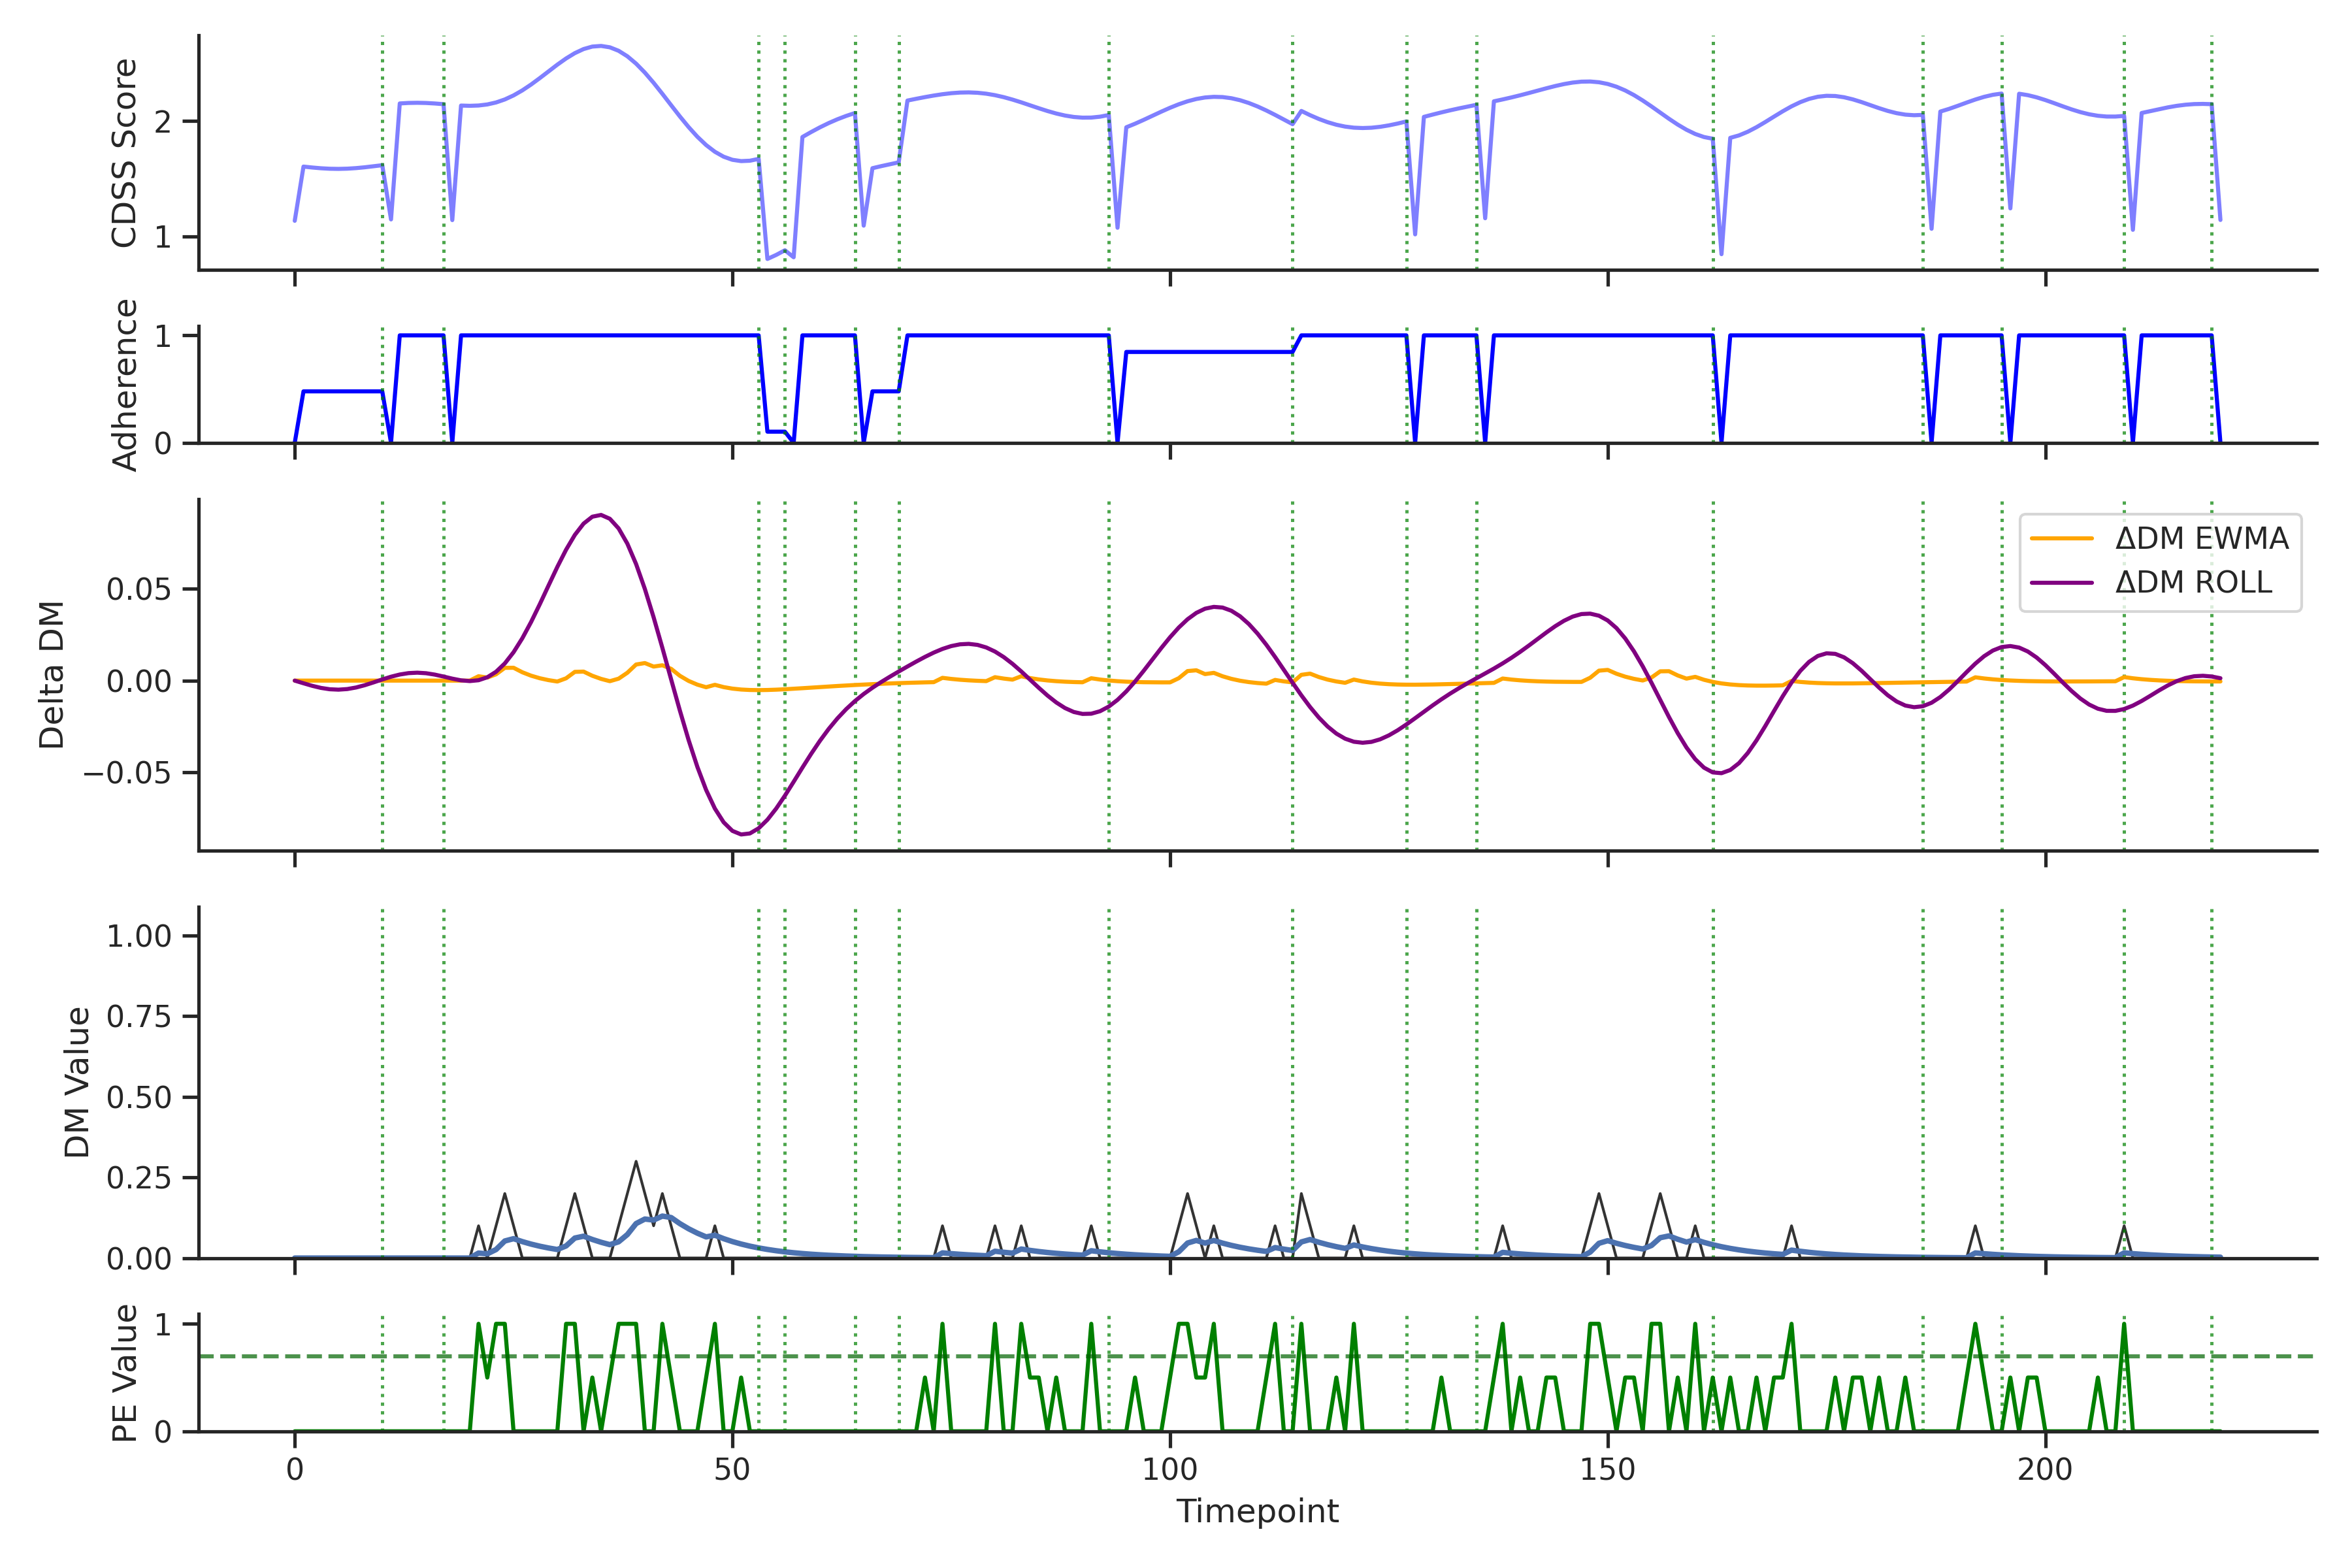 CDSS Score
2
1
Adherence
1
0
Delta DM
0.05
0.00
−0.05
ΔDM EWMA
ΔDM ROLL
DM Value
1.00
0.75
0.50
0.25
0.00
PE Value
1
0
0 50 100 150 200
Timepoint